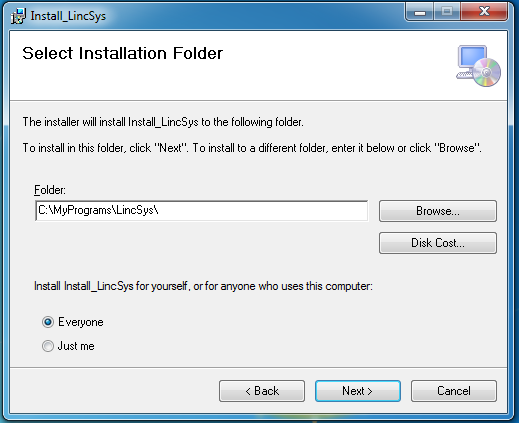 Install_LincSys
Select Installation Folder
The installer will install Install_LincSys to the following folder.
To install in this folder, click "Next". To install to a different folder, enter it below or click "Browse".
Folder:
C:\MyPrograms\LincSys\
Browse...
Disk Cost...
Install Install_LincSys for yourself, or for anyone who uses this computer:
Everyone
Just me
< Back
Next >
Cancel